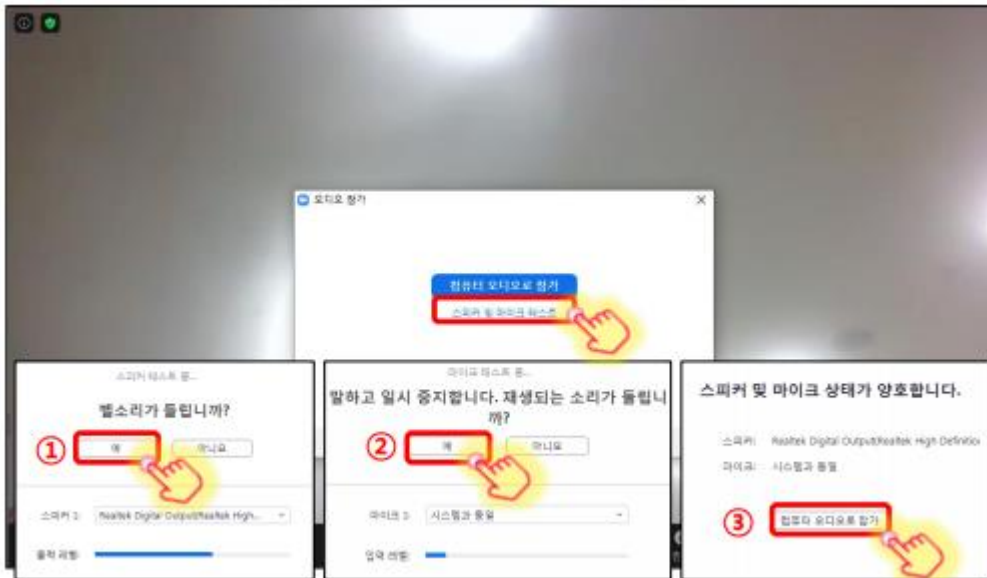 오디오 참가
컴퓨터 오디오로 참가
스피커 및 마이크 테스트
스피커 테스트 중...
벨소리가 들립니까?
① 예 아니요
스피커 1: Realtek Digital Output(Realtek High...
출력 레벨:
마이크 테스트 중...
말하고 일시 중지합니다. 재생되는 소리가 들립니
까?
② 예 아니요
마이크 1: 시스템과 동일
입력 레벨:
스피커 및 마이크 상태가 양호합니다.
스피커: Realtek Digital Output(Realtek High Definitio
마이크: 시스템과 동일
③ 컴퓨터 오디오로 참가